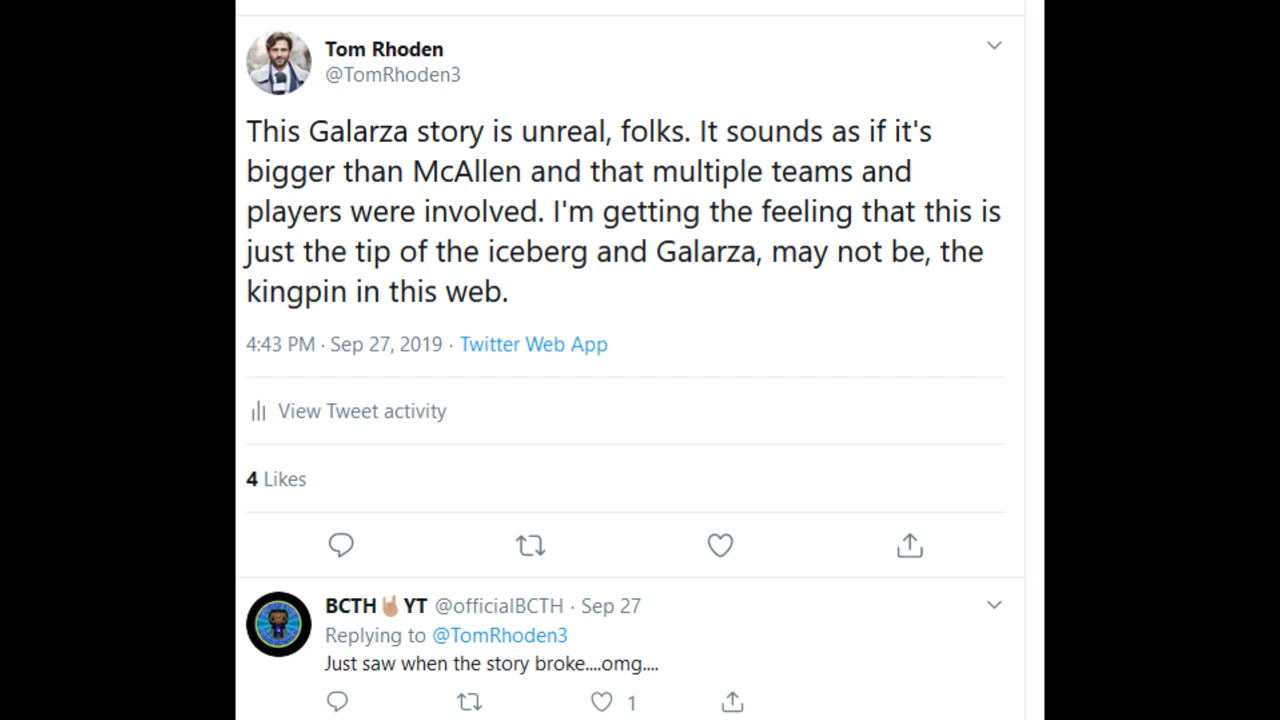 Tom Rhoden
@TomRhoden3
This Galarza story is unreal, folks. It sounds as if it's
bigger than McAllen and that multiple teams and
players were involved. I'm getting the feeling that this is
just the tip of the iceberg and Galarza, may not be, the
kingpin in this web.
4:43 PM · Sep 27, 2019 · Twitter Web App
View Tweet activity
4 Likes
BCTH🤘🏽YT @officialBCTH · Sep 27
Replying to @TomRhoden3
Just saw when the story broke....omg....
1